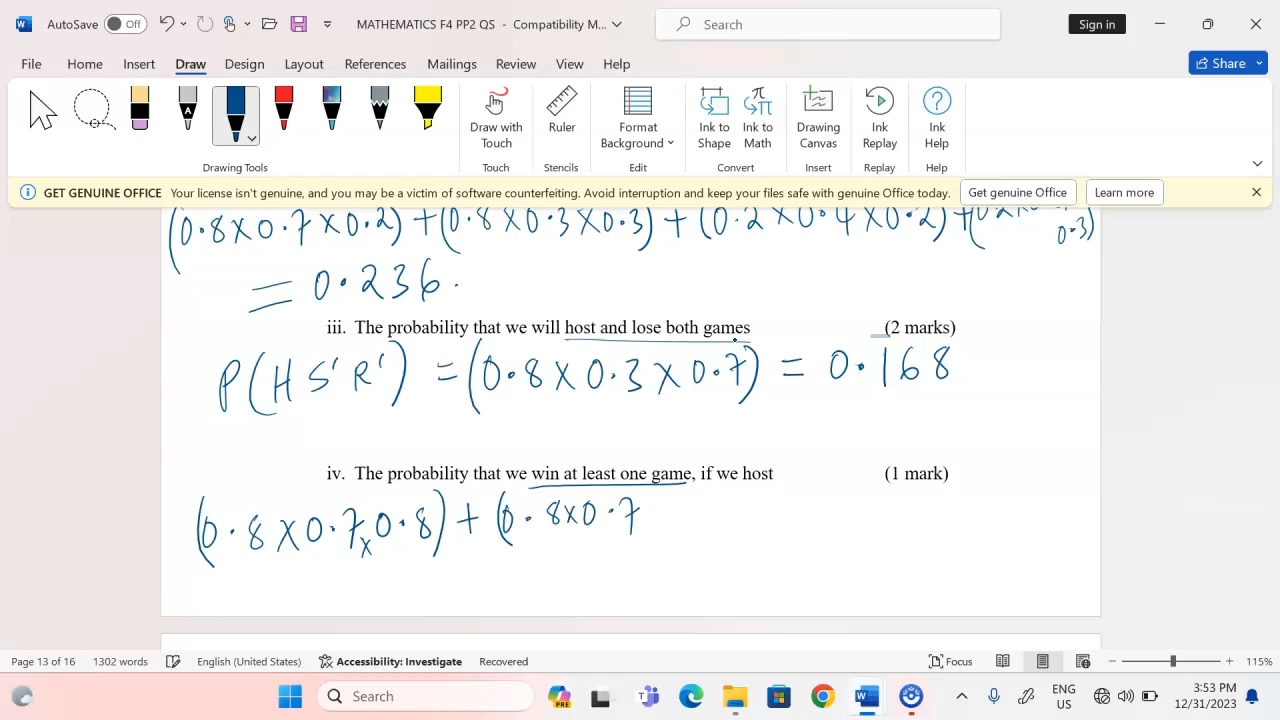 AutoSave Off MATHEMATICS F4 PP2 QS - Compatibility M... Search Sign in
File Home Insert Draw Design Layout References Mailings Review View Help Share
Draw with Touch Ruler Format Background Ink to Shape Ink to Math Drawing Canvas Ink Replay Ink Help
Drawing Tools Touch Stencils Edit Convert Insert Replay Help
GET GENUINE OFFICE Your license isn't genuine, and you may be a victim of software counterfeiting. Avoid interruption and keep your files safe with genuine Office today. Get genuine Office Learn more
(0.8×0.7×0.2)+(0.8×0.3×0.3)+(0.2×0.4×0.2)+(0.2×
0.3)
= 0.236.
iii. The probability that we will host and lose both games (2 marks)
P(H S' R') = (0.8 × 0.3 × 0.7) = 0.168
iv. The probability that we win at least one game, if we host (1 mark)
(0.8 × 0.7 × 0.8) + (0.8×0.7
Page 13 of 16 1302 words English (United States) Accessibility: Investigate Recovered Focus 115%
Search PRE ENG US 3:53 PM 12/31/2023